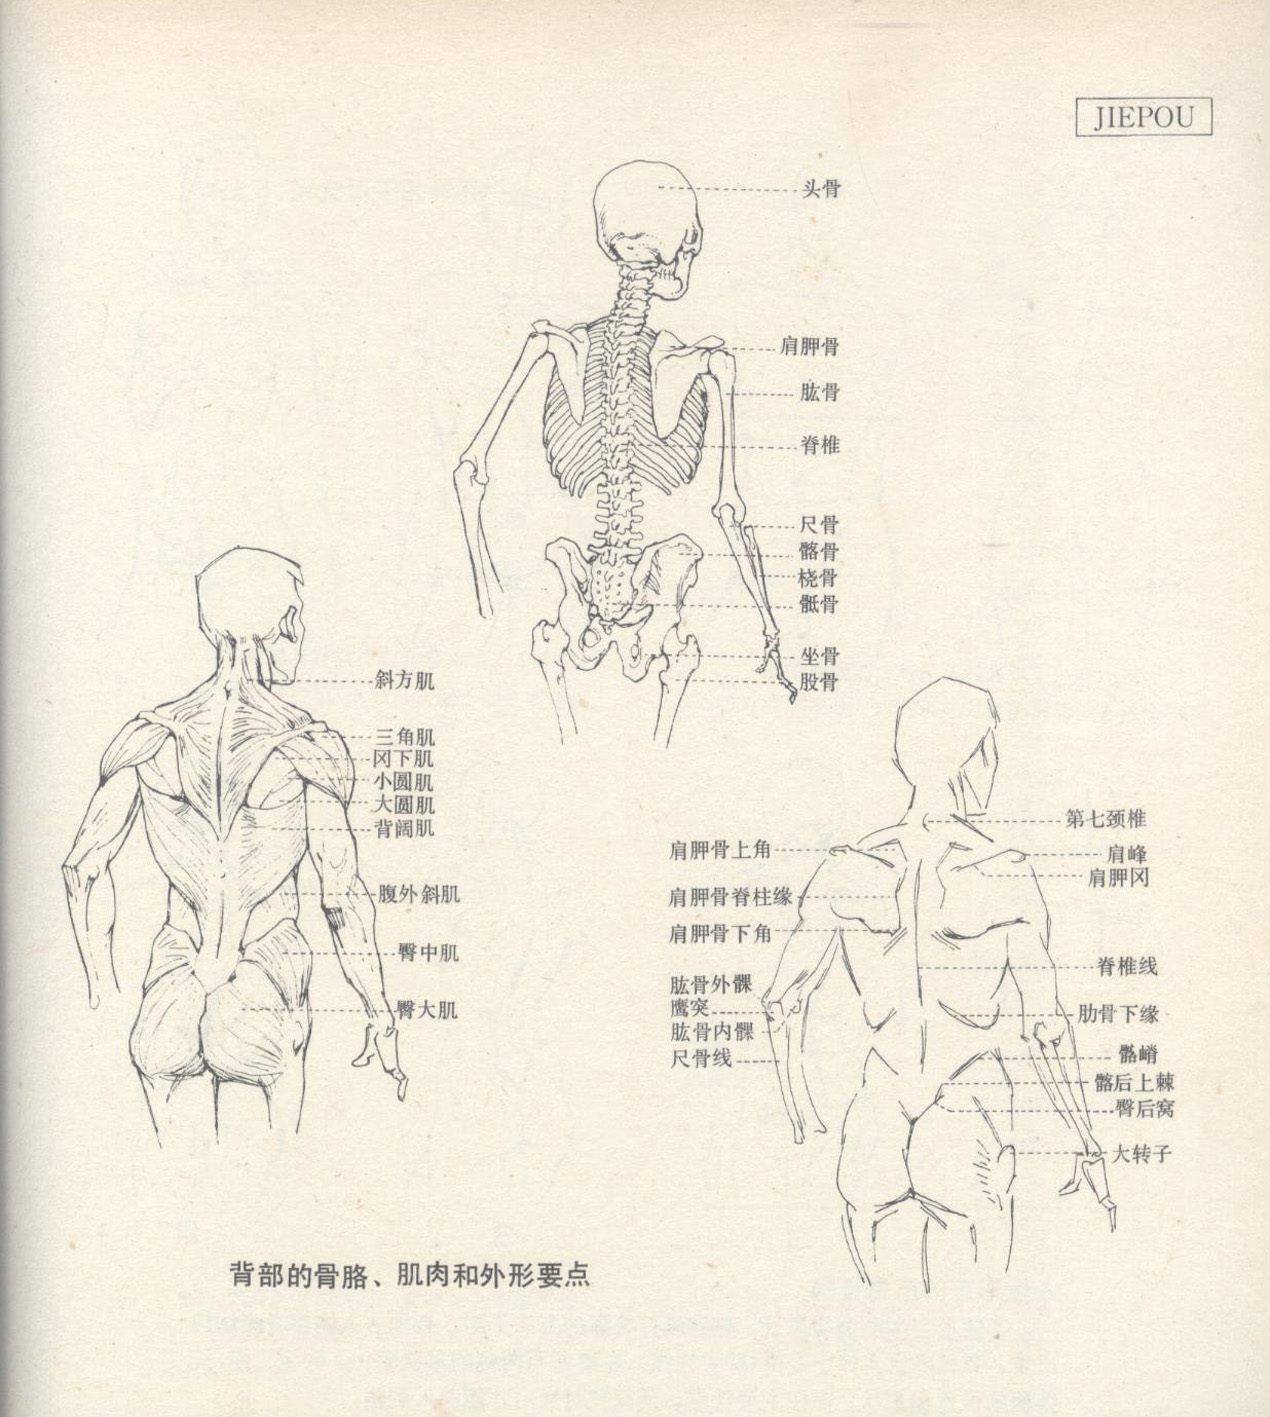 JIEPOU
头骨
肩胛骨
肱骨
脊椎
尺骨
髂骨
桡骨
骶骨
坐骨
股骨
斜方肌
三角肌
冈下肌
小圆肌
大圆肌
背阔肌
腹外斜肌
臀中肌
臀大肌
肩胛骨上角
肩胛骨脊柱缘
肩胛骨下角
肱骨外髁
鹰突
肱骨内髁
尺骨线
第七颈椎
肩峰
肩胛冈
脊椎线
肋骨下缘
髂嵴
髂后上棘
臀后窝
大转子
背部的骨胳、肌肉和外形要点